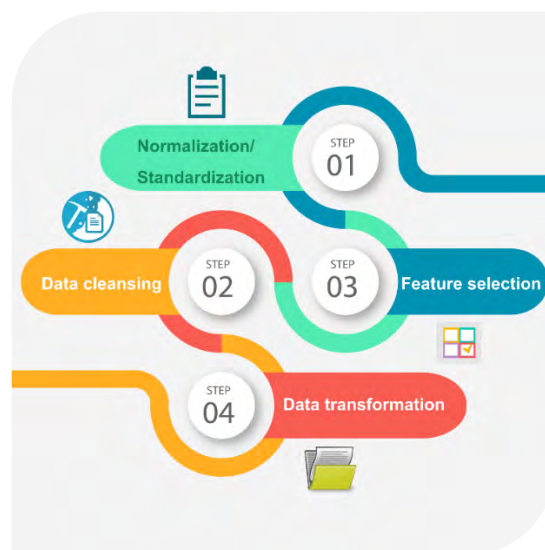 Normalization/
Standardization
STEP
01
Data cleansing
STEP
02
STEP
03
Feature selection
STEP
04
Data transformation